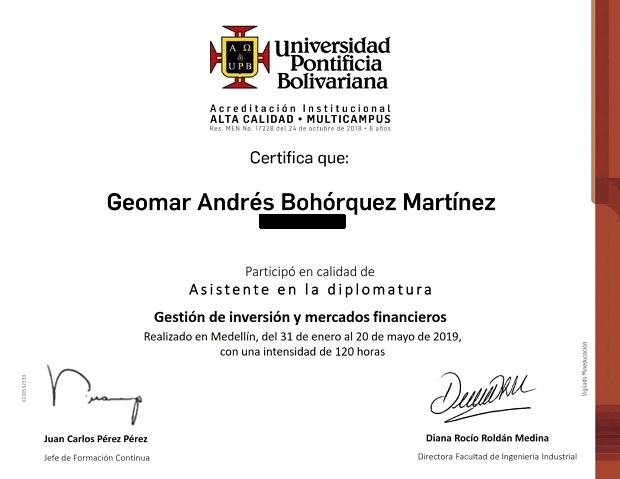 A Ω
&
U P B
Universidad
Pontificia
Bolivariana
Acreditación Institucional
ALTA CALIDAD • MULTICAMPUS
Res. MEN No. 17228 del 24 de octubre de 2018 • 6 años
Certifica que:
Geomar Andrés Bohórquez Martínez
Participó en calidad de
Asistente en la diplomatura
Gestión de inversión y mercados financieros
Realizado en Medellín, del 31 de enero al 20 de mayo de 2019,
con una intensidad de 120 horas
Juan Carlos Pérez Pérez
Jefe de Formación Continua
Diana Rocío Roldán Medina
Directora Facultad de Ingeniería Industrial
Vigilada Mineducación